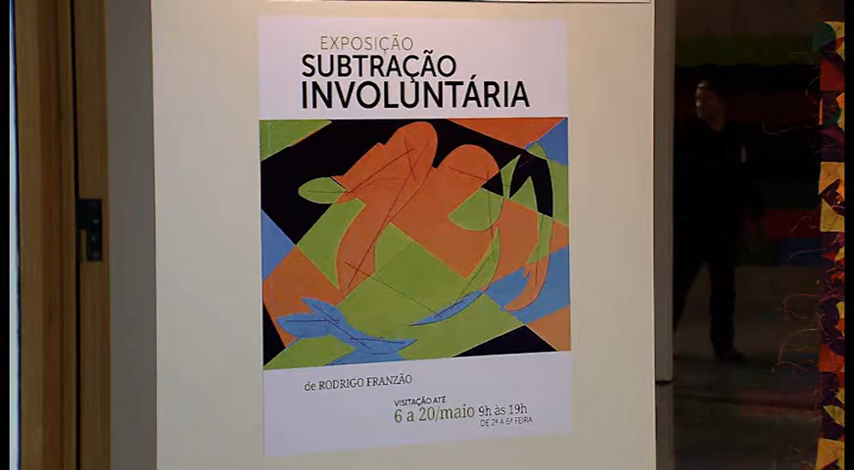 EXPOSIÇÃO
SUBTRAÇÃO
INVOLUNTÁRIA
de RODRIGO FRANZÃO
VISITAÇÃO ATÉ
6 a 20/maio 9h às 19h
DE 2ª A 6ª FEIRA